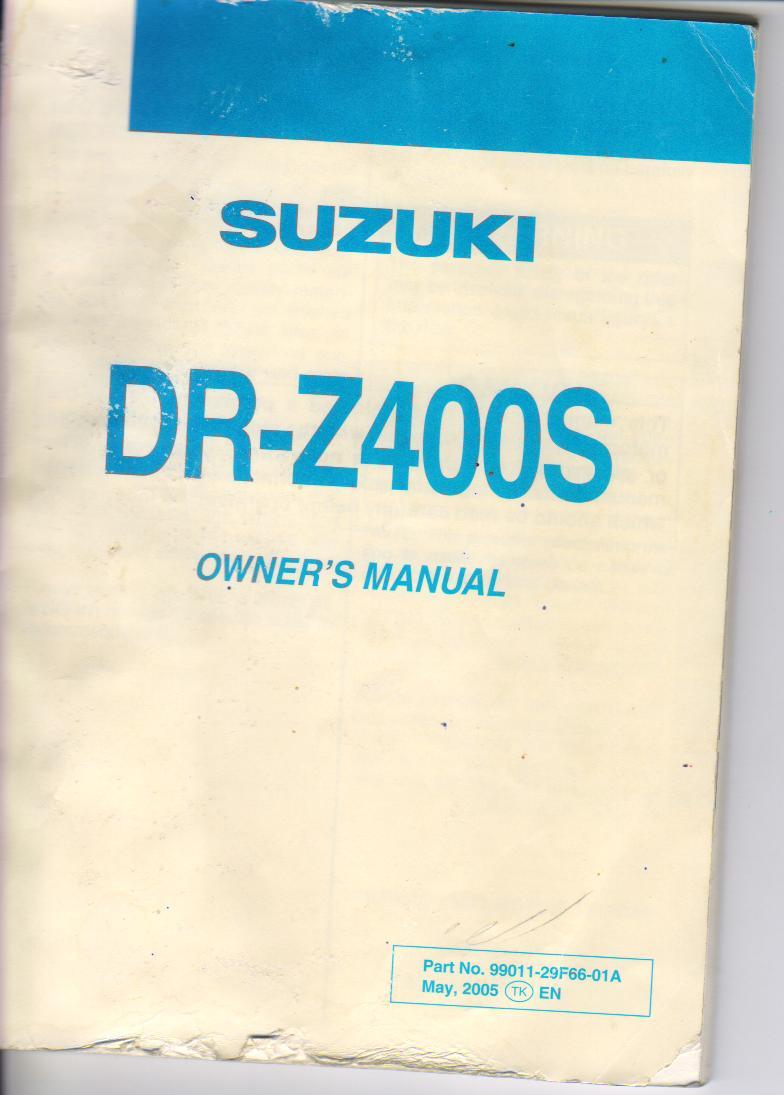 SUZUKI
DR-Z400S
OWNER'S MANUAL
Part No. 99011-29F66-01A
May, 2005 TK EN